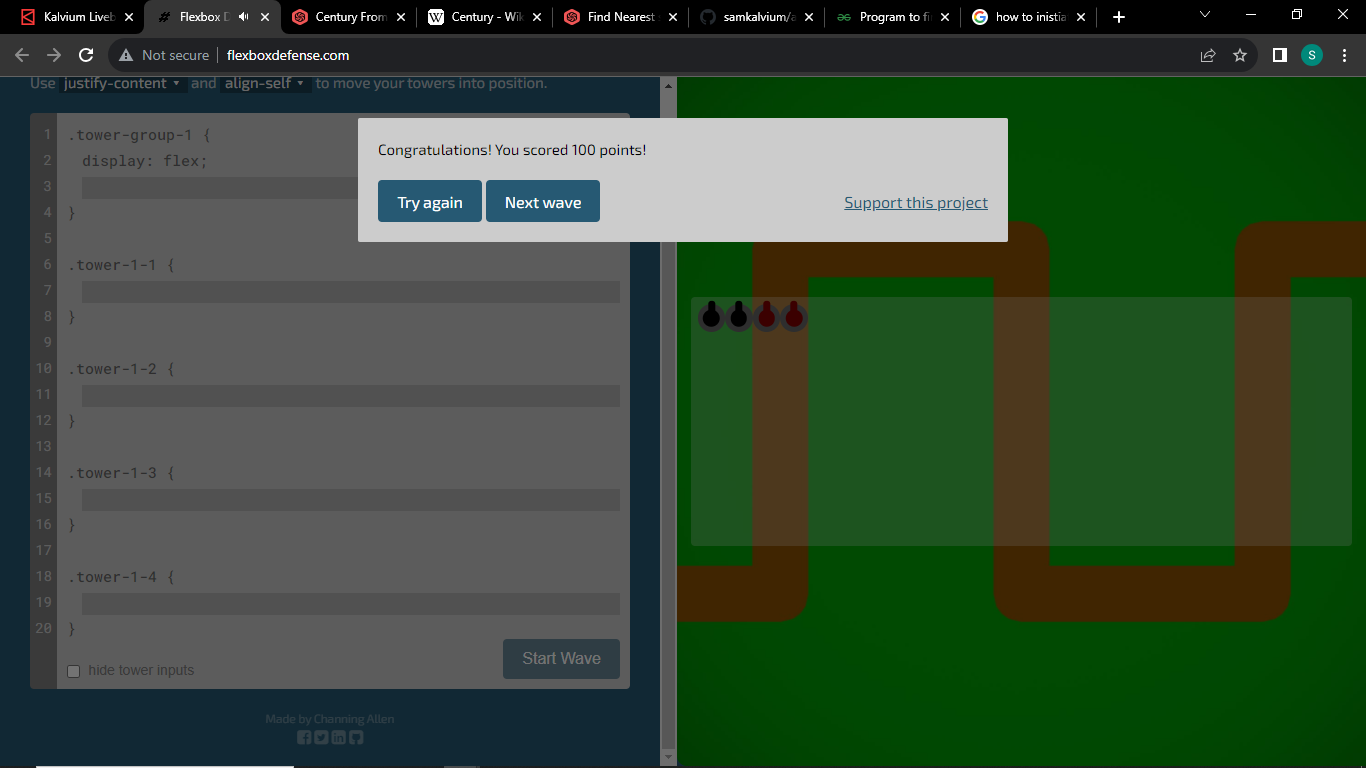 Kalvium Liveb
Flexbox D
Century From
Century - Wik
Find Nearest
samkalvium/a
Program to fi
how to inistia
Not secure
flexboxdefense.com
S
Use justify-content and align-self to move your towers into position.
1 .tower-group-1 {
2 display: flex;
3
4 }
5
6 .tower-1-1 {
7
8 }
9
10 .tower-1-2 {
11
12 }
13
14 .tower-1-3 {
15
16 }
17
18 .tower-1-4 {
19
20 }
hide tower inputs
Start Wave
Made by Channing Allen
Congratulations! You scored 100 points!
Try again
Next wave
Support this project